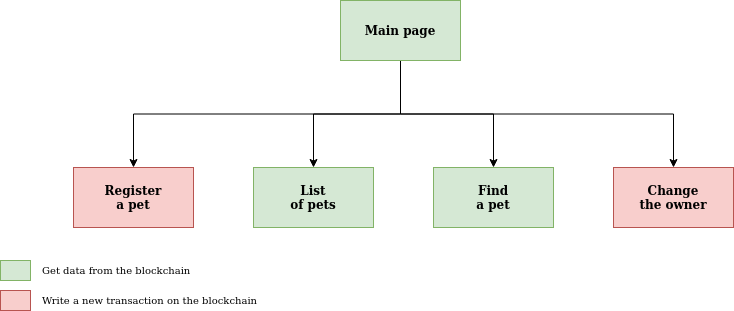 Main page
Register
a pet
List
of pets
Find
a pet
Change
the owner
Get data from the blockchain
Write a new transaction on the blockchain